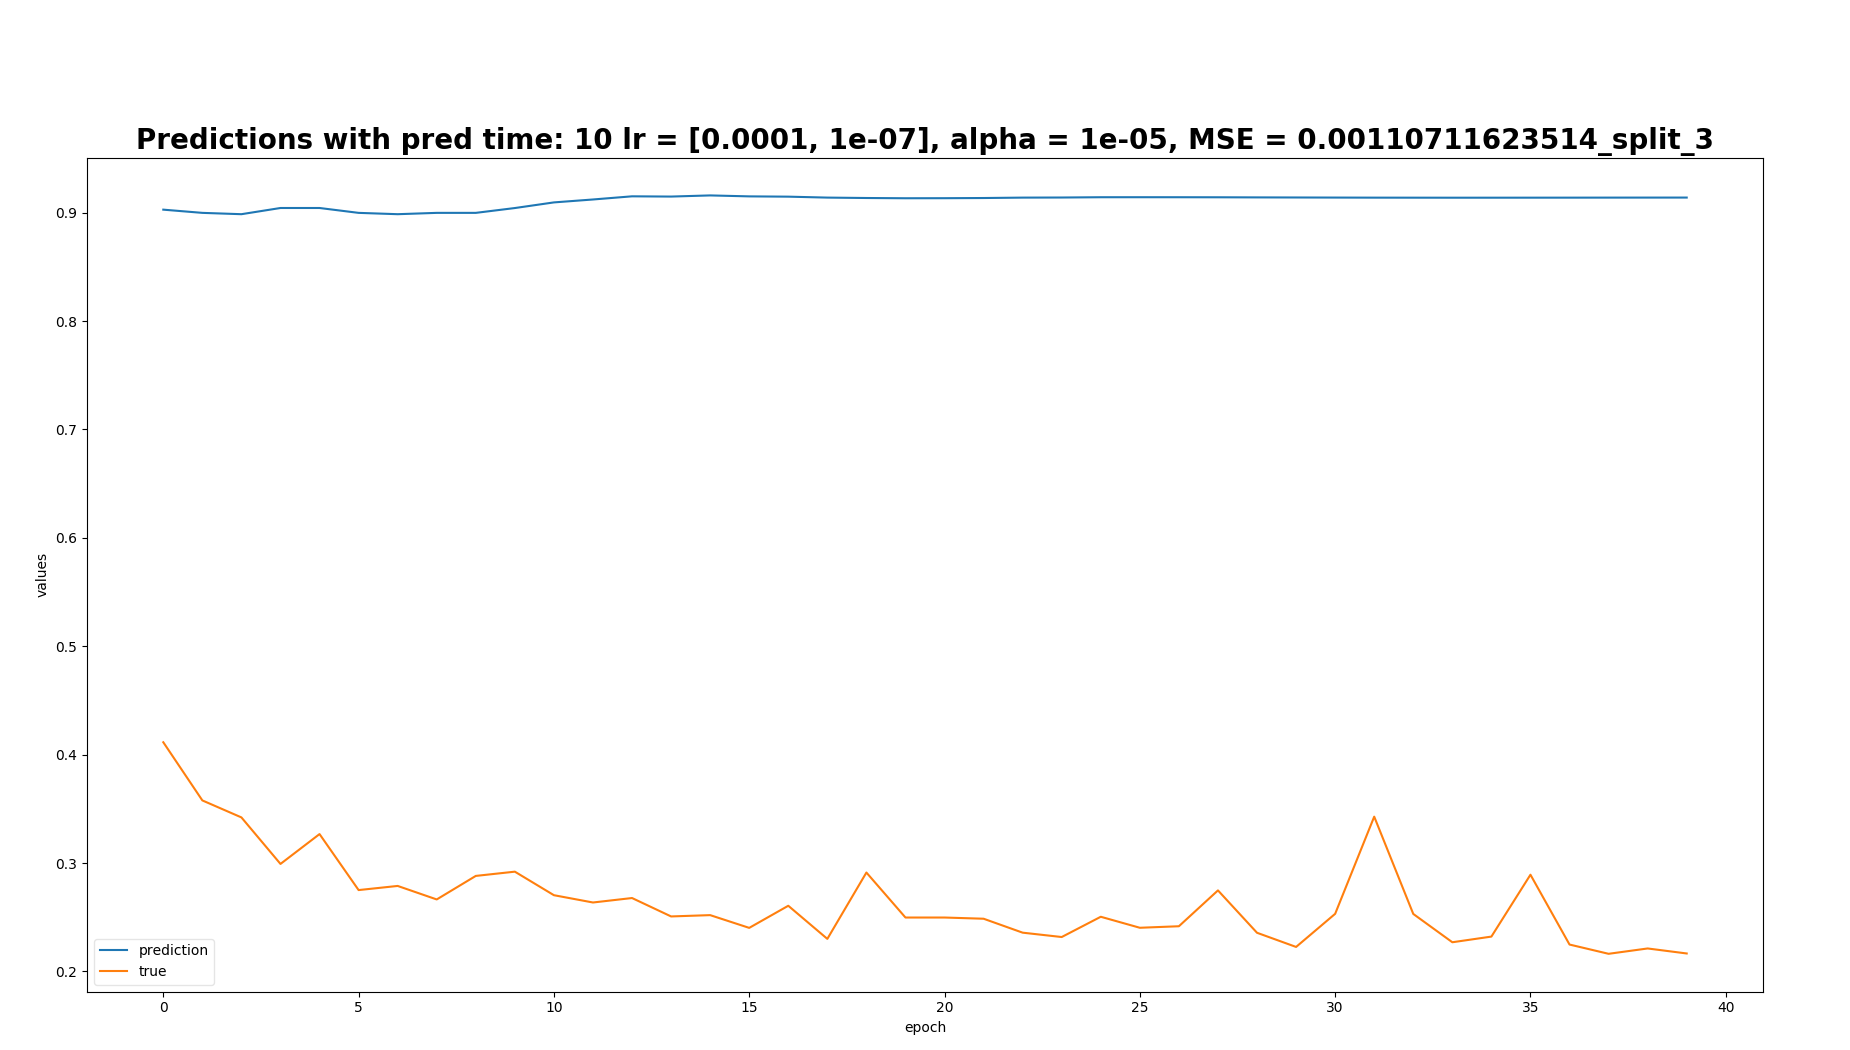 Predictions with pred time: 10 lr = [0.0001, 1e-07], alpha = 1e-05, MSE = 0.00110711623514_split_3
0.9
0.8
0.7
0.6
0.5
0.4
0.3
0.2
values
prediction
true
0 5 10 15 20 25 30 35 40
epoch